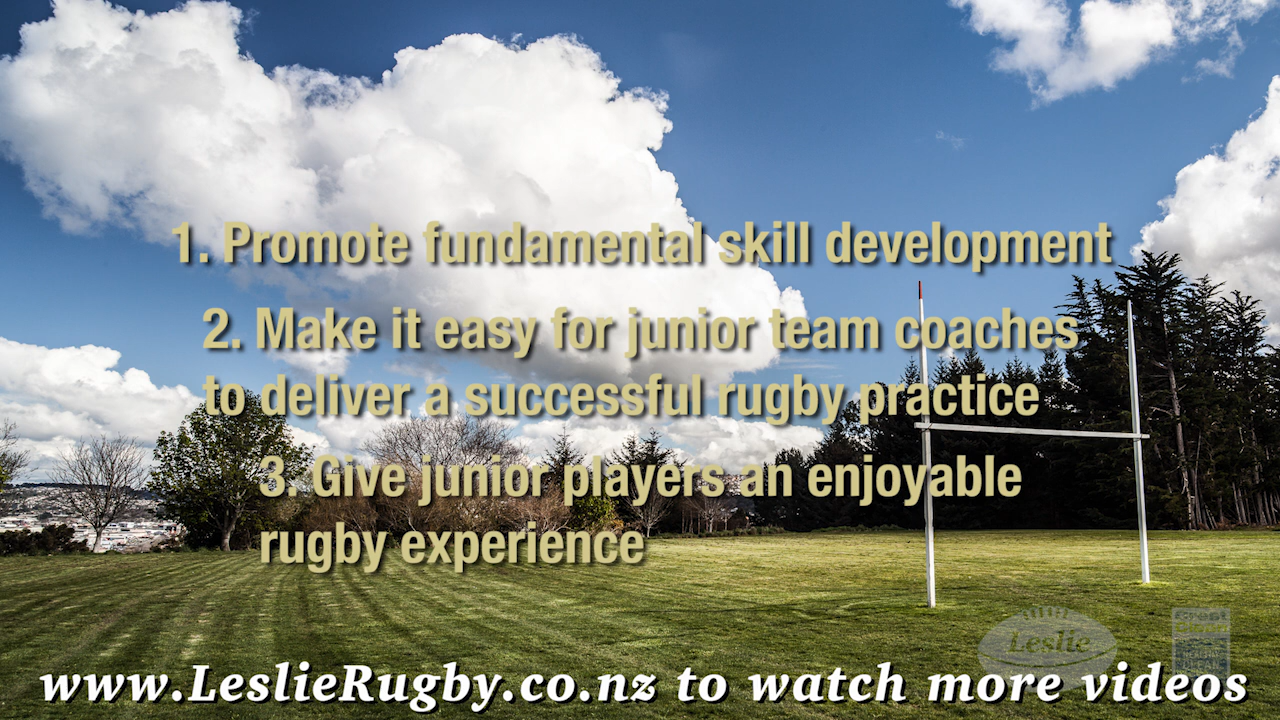 1. Promote fundamental skill development
2. Make it easy for junior team coaches
to deliver a successful rugby practice
3. Give junior players an enjoyable
rugby experience
Leslie
www.LeslieRugby.co.nz to watch more videos